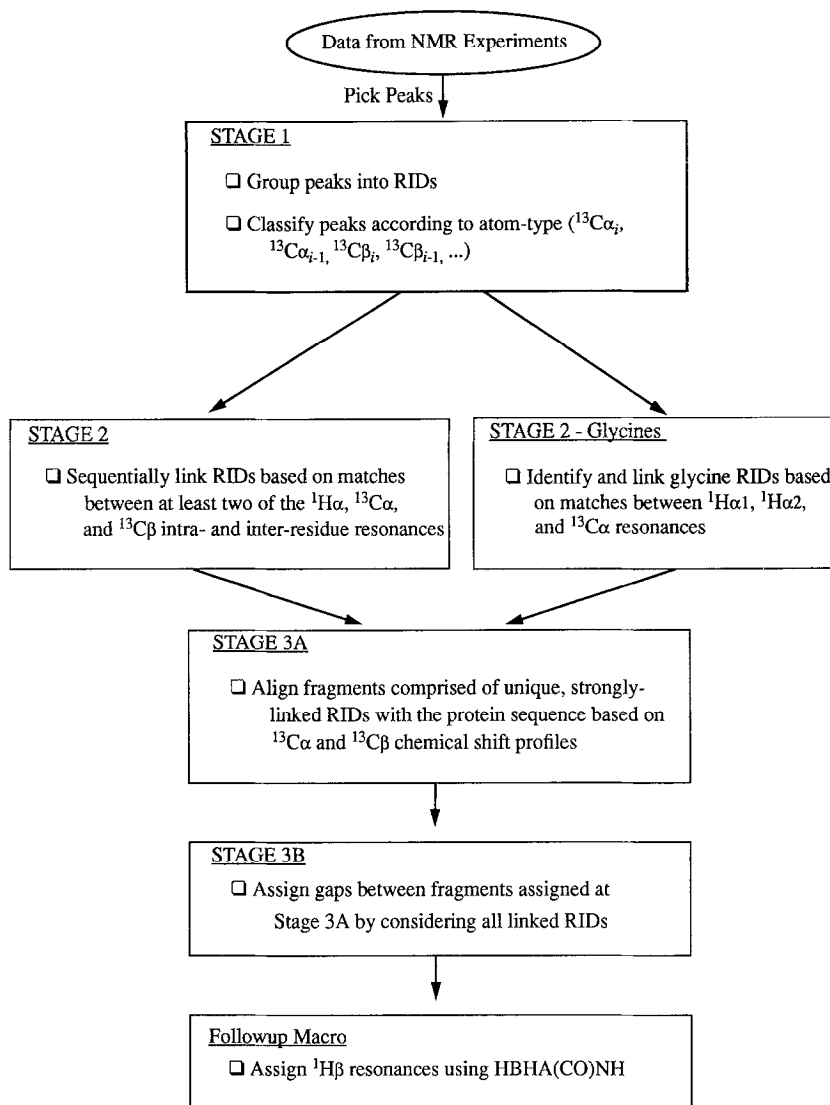 Data from NMR Experiments
Pick Peaks
STAGE 1
❏ Group peaks into RIDs
❏ Classify peaks according to atom-type (¹³Cαᵢ,
¹³Cαᵢ₋₁, ¹³Cβᵢ, ¹³Cβᵢ₋₁, ...)
STAGE 2
❏ Sequentially link RIDs based on matches
between at least two of the ¹Hα, ¹³Cα,
and ¹³Cβ intra- and inter-residue resonances
STAGE 2 - Glycines
❏ Identify and link glycine RIDs based
on matches between ¹Hα1, ¹Hα2,
and ¹³Cα resonances
STAGE 3A
❏ Align fragments comprised of unique, strongly-
linked RIDs with the protein sequence based on
¹³Cα and ¹³Cβ chemical shift profiles
STAGE 3B
❏ Assign gaps between fragments assigned at
Stage 3A by considering all linked RIDs
Followup Macro
❏ Assign ¹Hβ resonances using HBHA(CO)NH